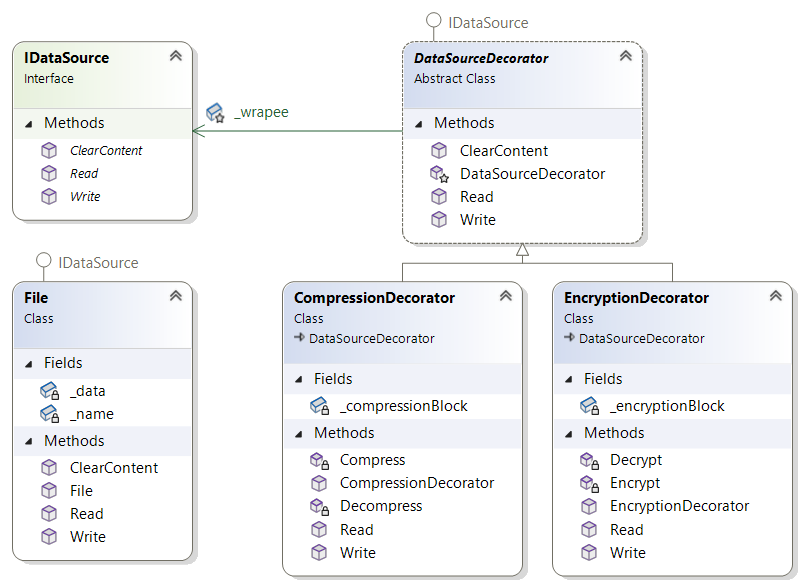 IDataSource
Interface
Methods
ClearContent
Read
Write
_wrapee
IDataSource
DataSourceDecorator
Abstract Class
Methods
ClearContent
DataSourceDecorator
Read
Write
IDataSource
File
Class
Fields
_data
_name
Methods
ClearContent
File
Read
Write
CompressionDecorator
Class
DataSourceDecorator
Fields
_compressionBlock
Methods
Compress
CompressionDecorator
Decompress
Read
Write
EncryptionDecorator
Class
DataSourceDecorator
Fields
_encryptionBlock
Methods
Decrypt
Encrypt
EncryptionDecorator
Read
Write